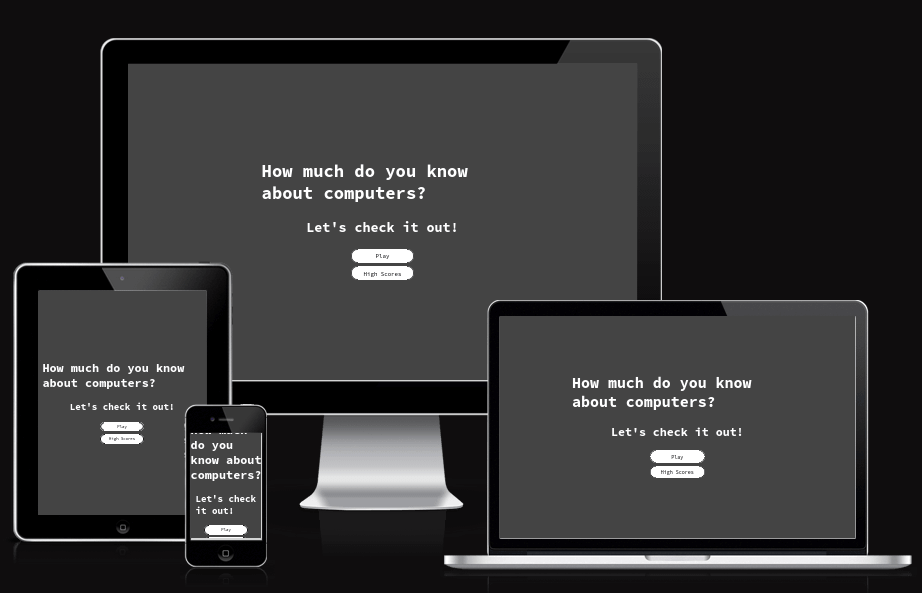 How much do you know
about computers?
Let's check it out!
Play
High Scores
How much do you know
about computers?
Let's check it out!
Play
High Scores
How much
do you
know about
computers?
Let's check
it out!
Play
How much do you know
about computers?
Let's check it out!
Play
High Scores